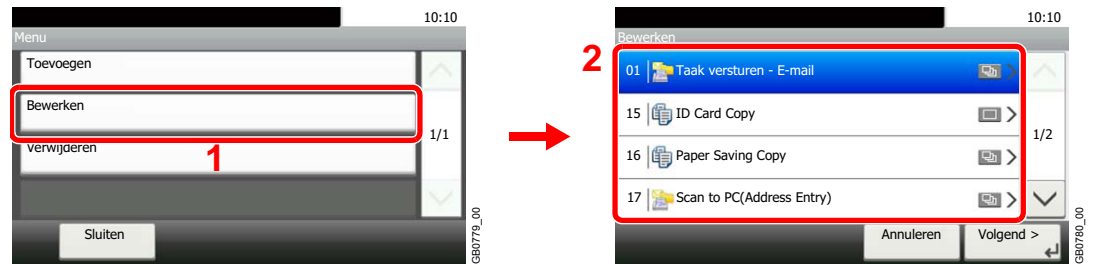 10:10
Menu
Toevoegen
Bewerken
1/1
Verwijderen
1
Sluiten
GB0779_00
10:10
Bewerken
2
01 Taak versturen - E-mail
15 ID Card Copy
1/2
16 Paper Saving Copy
17 Scan to PC(Address Entry)
Annuleren
Volgend >
GB0780_00